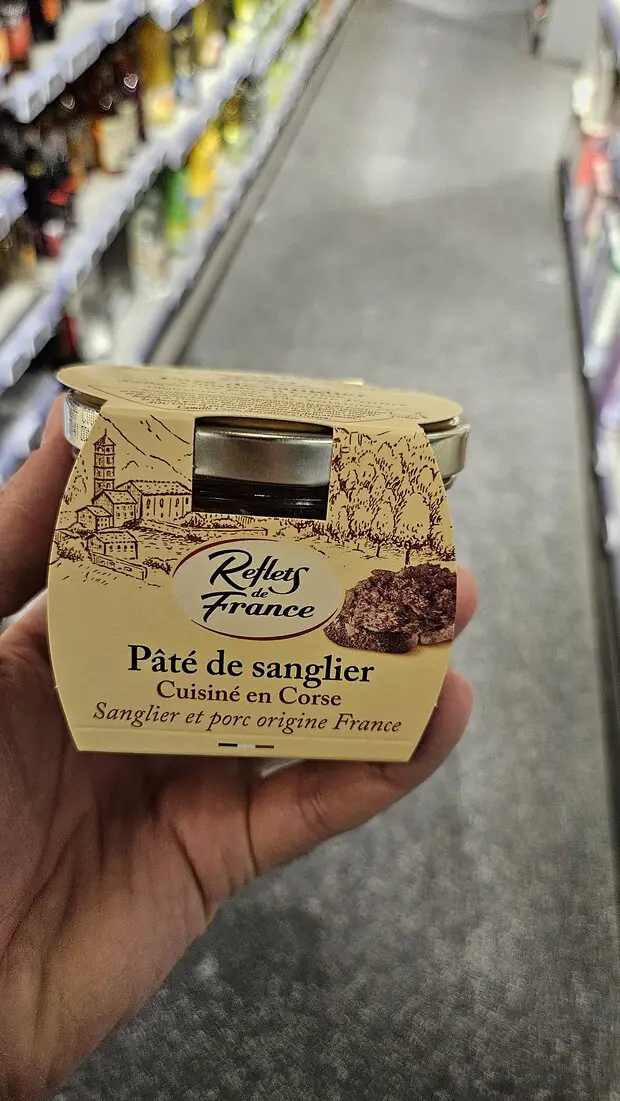 Reflets
de
France
Pâté de sanglier
Cuisiné en Corse
Sanglier et porc origine France